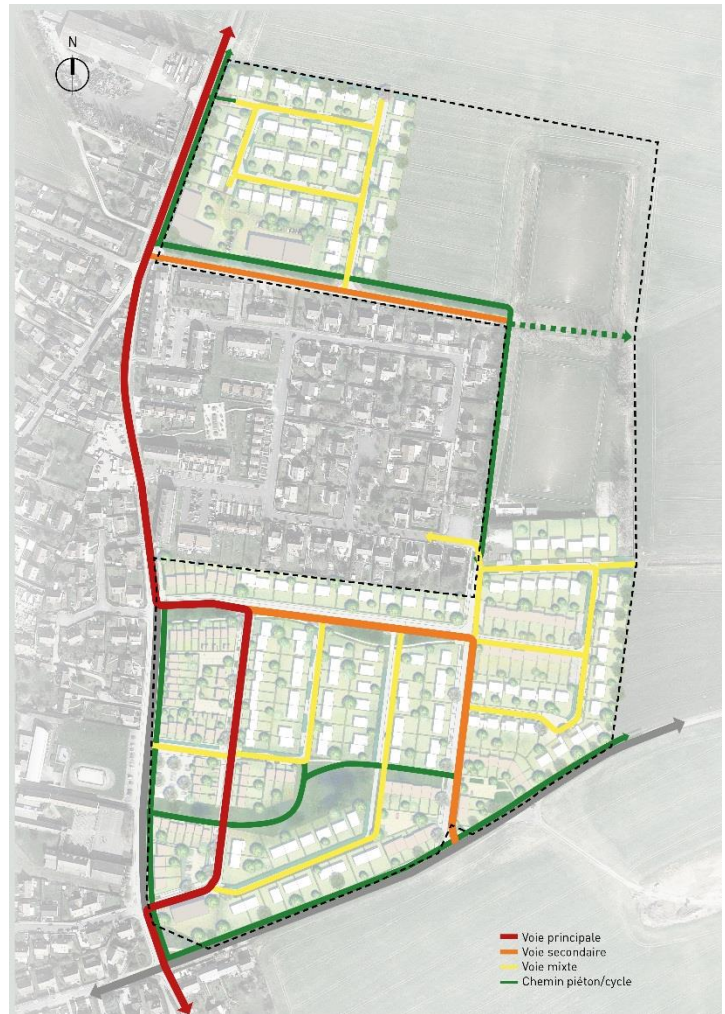 N
Voie principale
Voie secondaire
Voie mixte
Chemin piéton/cycle